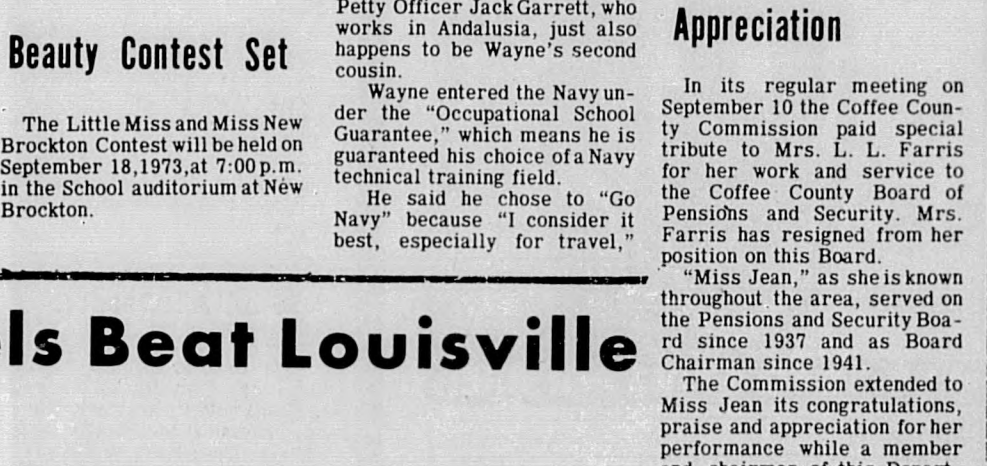 Beauty Contest Set
The Little Miss and Miss New
Brockton Contest will be held on
September 18,1973,at 7:00 p.m.
in the School auditorium at New
Brockton.
Petty Officer Jack Garrett, who
works in Andalusia, just also
happens to be Wayne's second
cousin.
Wayne entered the Navy un-
der the "Occupational School
Guarantee," which means he is
guaranteed his choice of a Navy
technical training field.
He said he chose to "Go
Navy" because "I consider it
best, especially for travel,"
ls Beat Louisville
Appreciation
In its regular meeting on
September 10 the Coffee Coun-
ty Commission paid special
tribute to Mrs. L. L. Farris
for her work and service to
the Coffee County Board of
Pensions and Security. Mrs.
Farris has resigned from her
position on this Board.
"Miss Jean," as she is known
throughout the area, served on
the Pensions and Security Boa-
rd since 1937 and as Board
Chairman since 1941.
The Commission extended to
Miss Jean its congratulations,
praise and appreciation for her
performance while a member